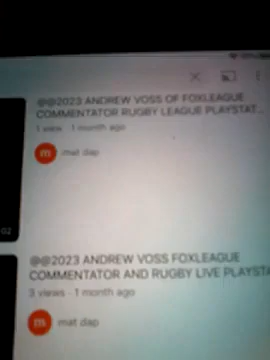 @@2023 ANDREW VOSS OF FOXLEAGUE
COMMENTATOR RUGBY LEAGUE PLAYSTAT...
1 view · 1 month ago
m
mat dap
02
@@2023 ANDREW VOSS FOXLEAGUE
COMMENTATOR AND RUGBY LIVE PLAYSTA
3 views · 1 month ago
m
mat dap